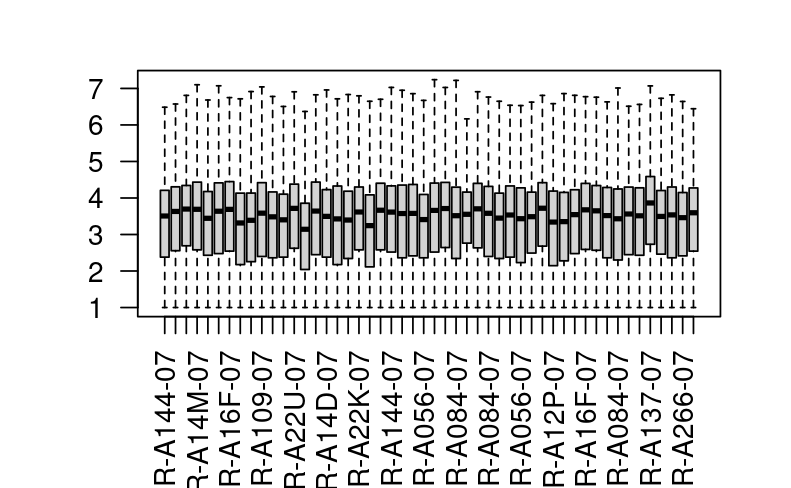 7
6
5
4
3
2
1
R-A144-07
R-A14M-07
R-A16F-07
R-A109-07
R-A22U-07
R-A14D-07
R-A22K-07
R-A144-07
R-A056-07
R-A084-07
R-A084-07
R-A056-07
R-A12P-07
R-A16F-07
R-A084-07
R-A137-07
R-A266-07